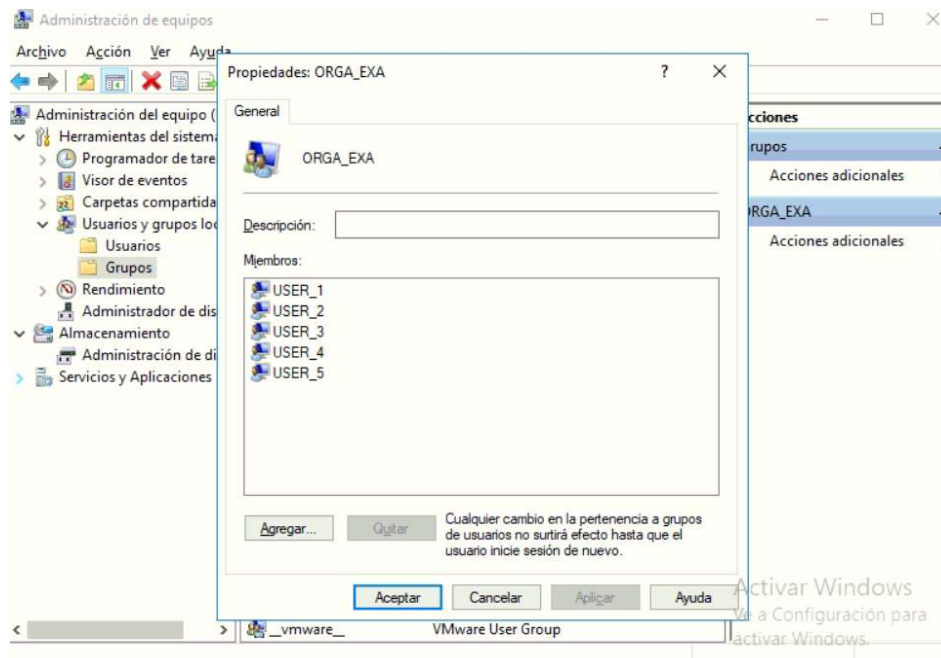 Administración de equipos
Archivo Acción Ver Ayuda
Propiedades: ORGA_EXA ?
General
ORGA_EXA
Descripción:
Miembros:
USER_1
USER_2
USER_3
USER_4
USER_5
Agregar...
Quitar
Cualquier cambio en la pertenencia a grupos
de usuarios no surtirá efecto hasta que el
usuario inicie sesión de nuevo.
Aceptar
Cancelar
Aplicar
Ayuda
Administración del equipo (
Herramientas del sistema
Programador de tare
Visor de eventos
Carpetas compartida
Usuarios y grupos loc
Usuarios
Grupos
Rendimiento
Administrador de dis
Almacenamiento
Administración de di
Servicios y Aplicaciones
cciones
rupos
Acciones adicionales
ORGA_EXA
Acciones adicionales
__vmware__ VMware User Group
Activar Windows
Ve a Configuración para
activar Windows.